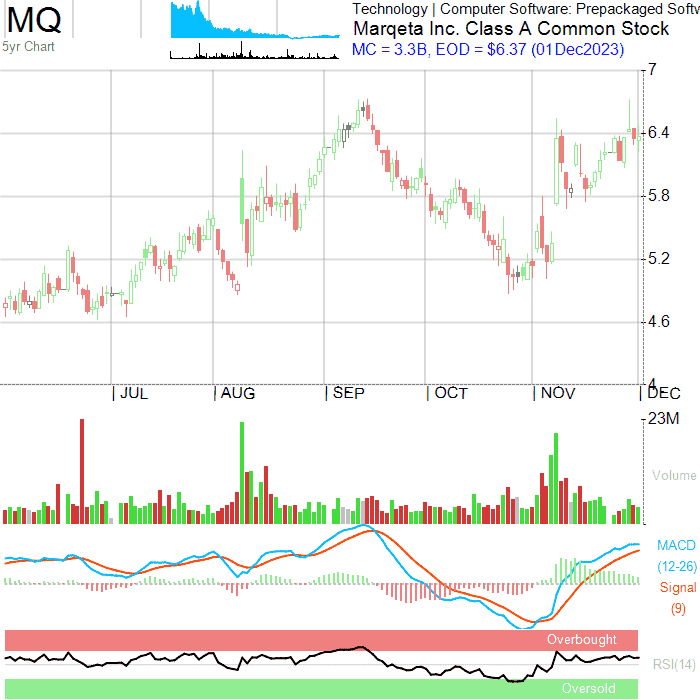 MQ
5yr Chart
Technology | Computer Software: Prepackaged Softw
Marqeta Inc. Class A Common Stock
MC = 3.3B, EOD = $6.37 (01Dec2023)
7
6.4
5.8
5.2
4.6
4
| JUL | AUG | SEP | OCT | NOV | DEC
23M
Volume
MACD
(12-26)
Signal
(9)
Overbought
RSI(14)
Oversold